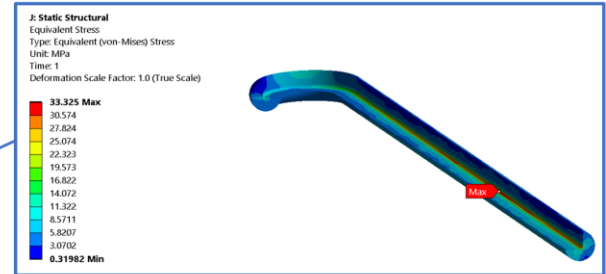 J: Static Structural
Equivalent Stress
Type: Equivalent (von-Mises) Stress
Unit: MPa
Time: 1
Deformation Scale Factor: 1.0 (True Scale)
33.325 Max
30.574
27.824
25.074
22.323
19.573
16.822
14.072
11.322
8.5711
5.8207
3.0702
0.31982 Min
Max